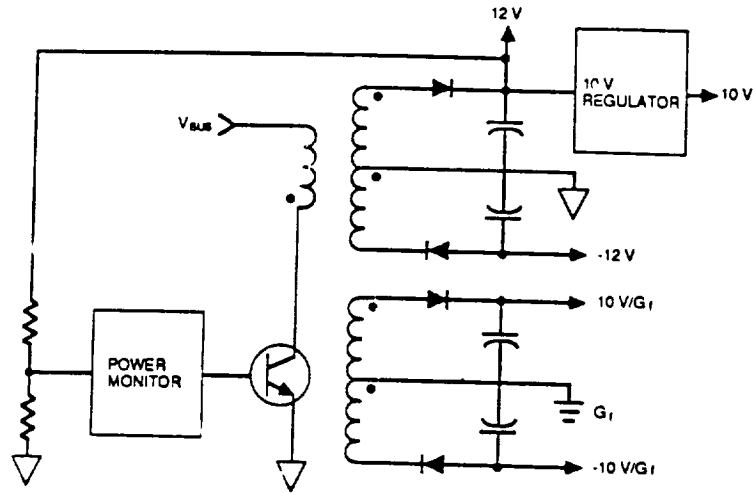 12 V
10 V
REGULATOR
10 V
VBUS
-12 V
10 V/Gf
POWER
MONITOR
Gf
-10 V/Gf